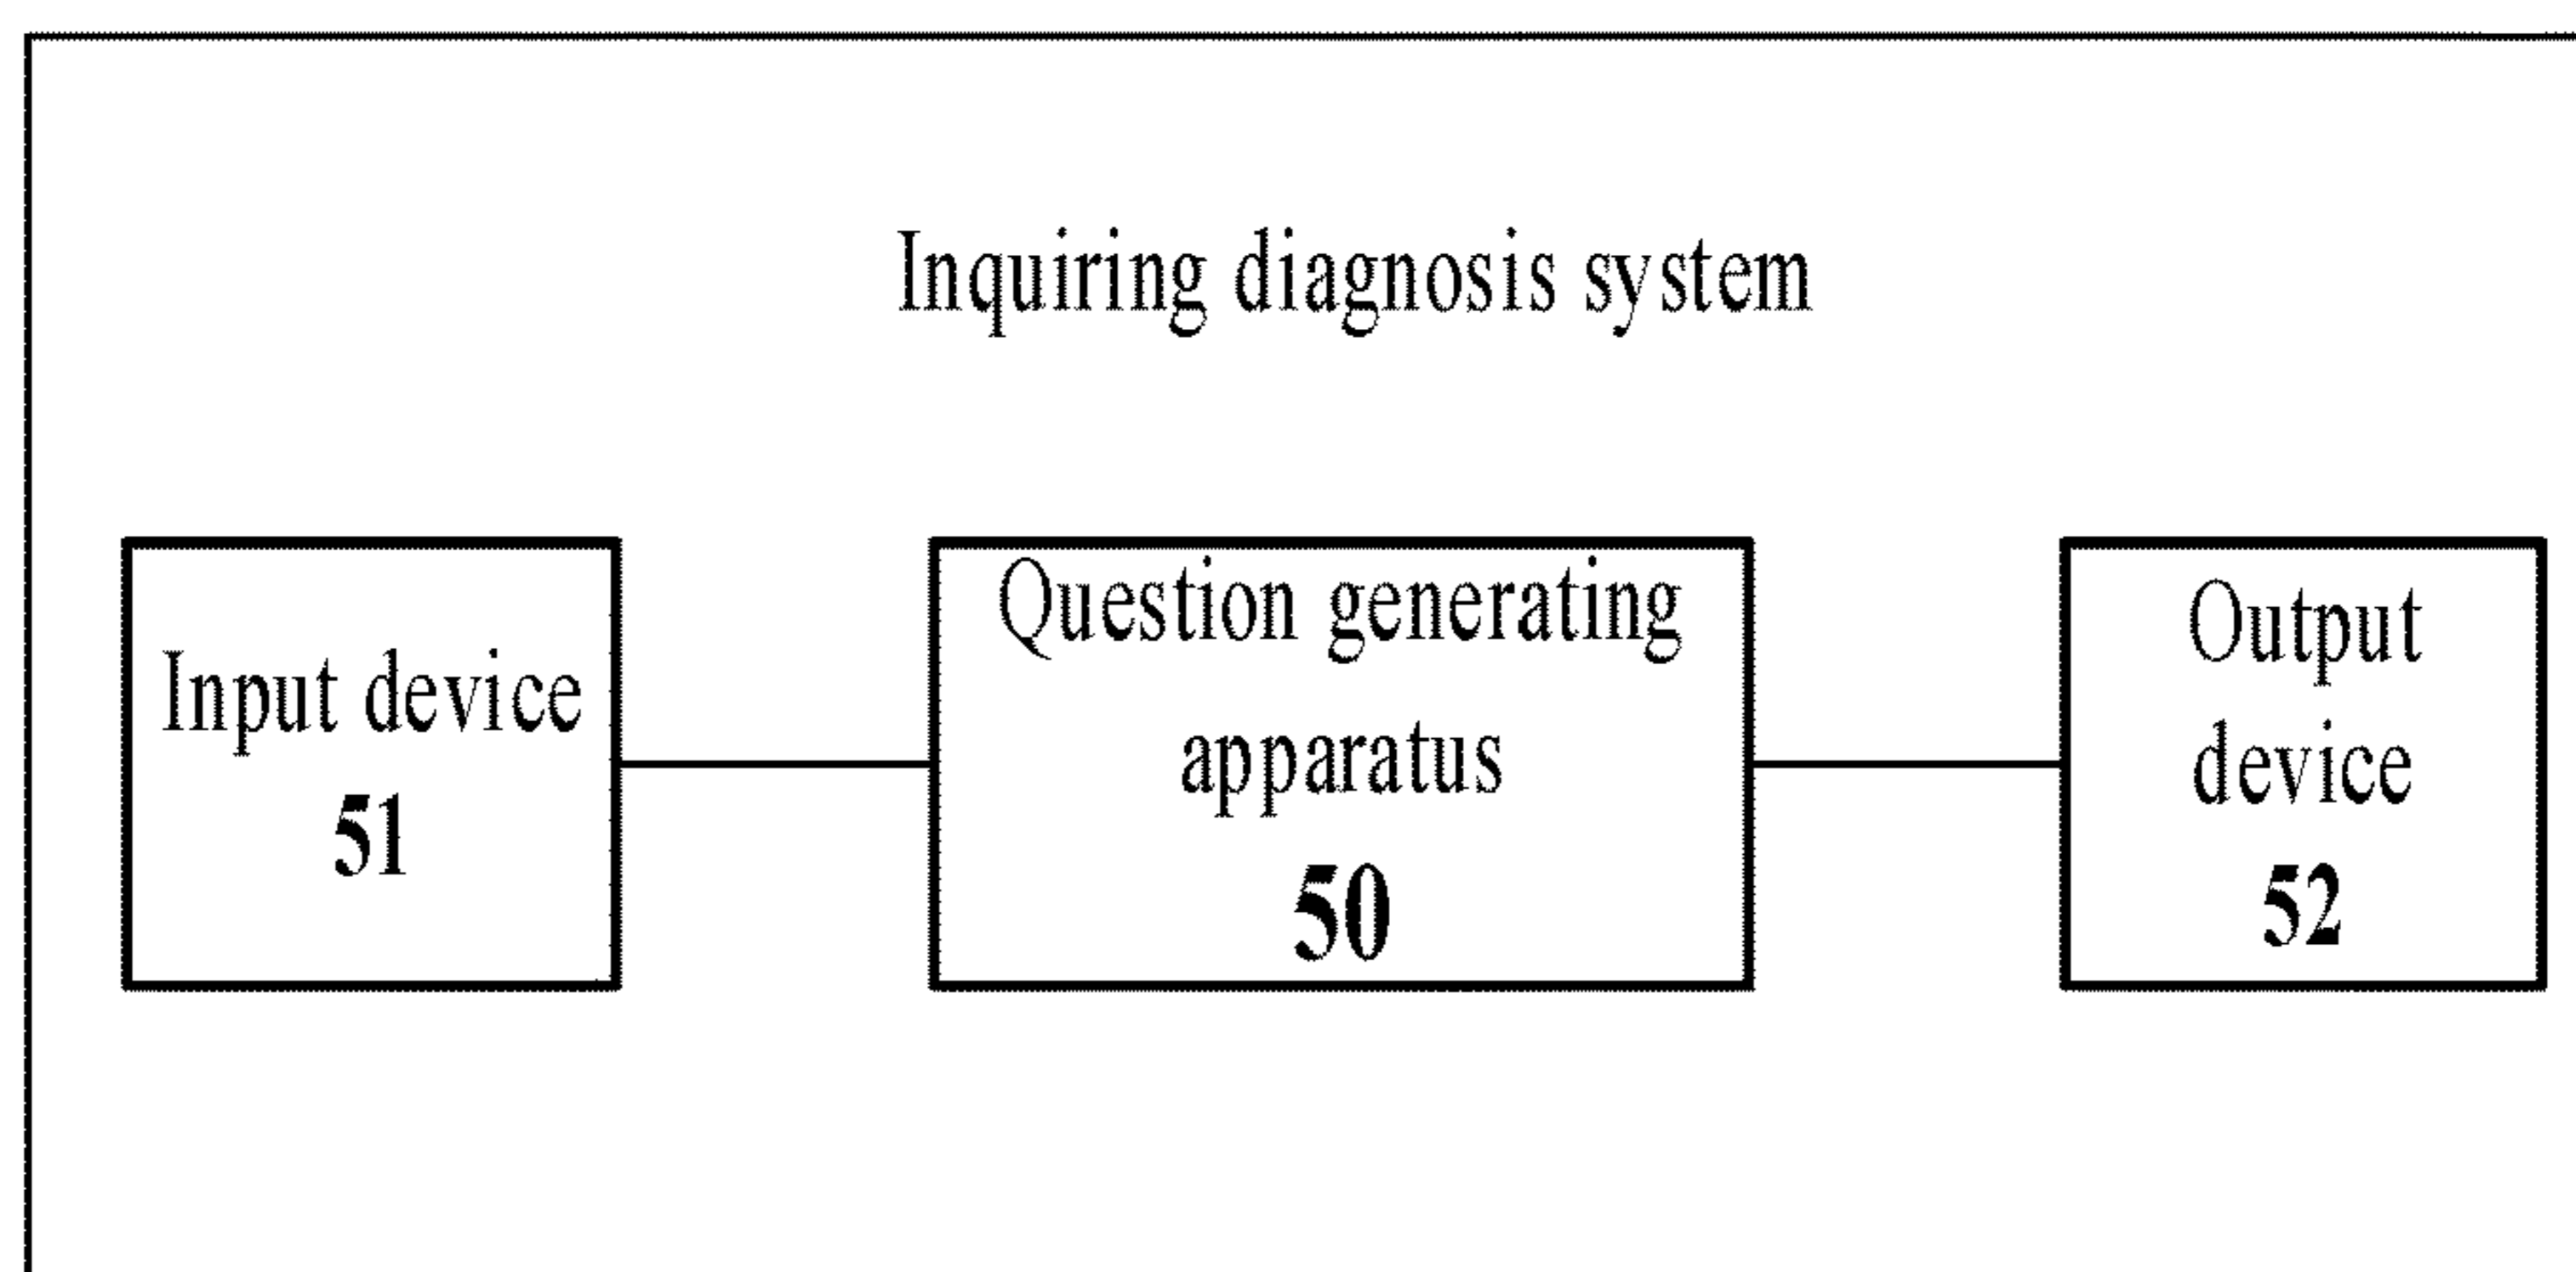 Inquiring diagnosis system
Input device
51
Question generating
apparatus
50
Output
device
52